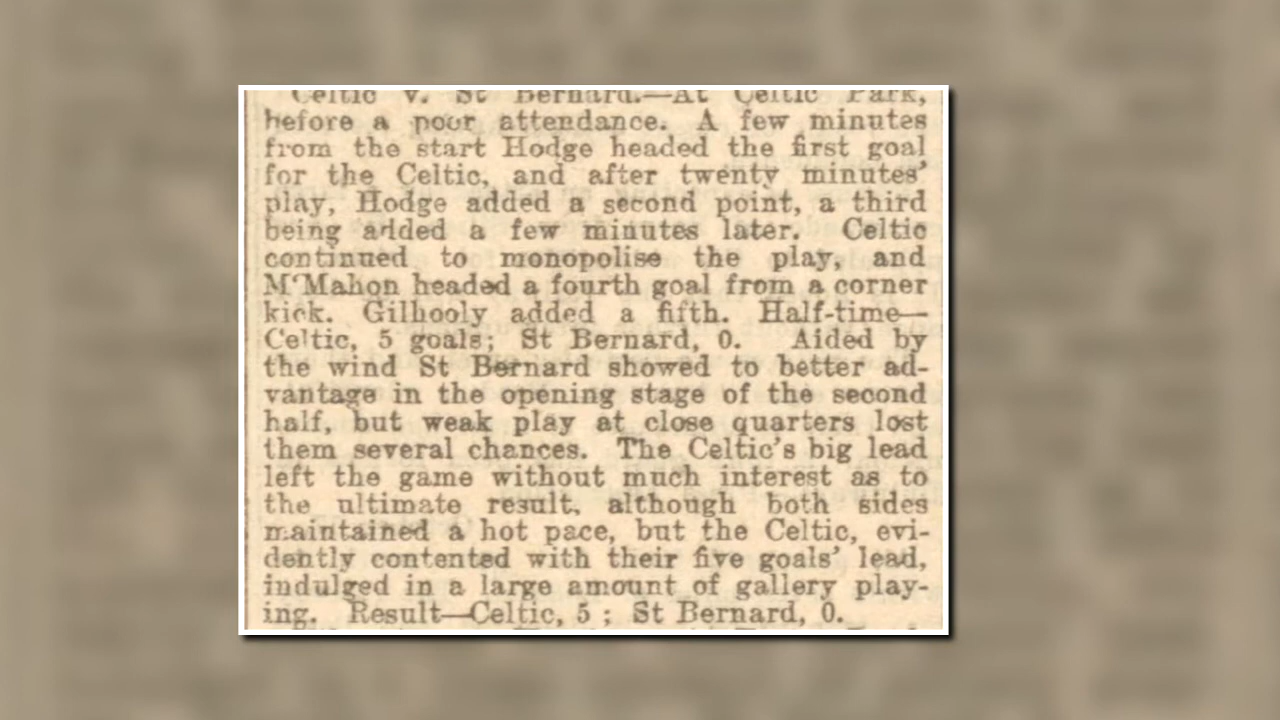 Celtic v. St Bernard.—At Celtic Park,
before a poor attendance. A few minutes
from the start Hodge headed the first goal
for the Celtic, and after twenty minutes'
play, Hodge added a second point, a third
being added a few minutes later. Celtic
continued to monopolise the play, and
M'Mahon headed a fourth goal from a corner
kick. Gilhooly added a fifth. Half-time—
Celtic, 5 goals; St Bernard, 0. Aided by
the wind St Bernard showed to better ad-
vantage in the opening stage of the second
half, but weak play at close quarters lost
them several chances. The Celtic's big lead
left the game without much interest as to
the ultimate result, although both sides
maintained a hot pace, but the Celtic, evi-
dently contented with their five goals' lead,
indulged in a large amount of gallery play-
ing. Result—Celtic, 5 ; St Bernard, 0.